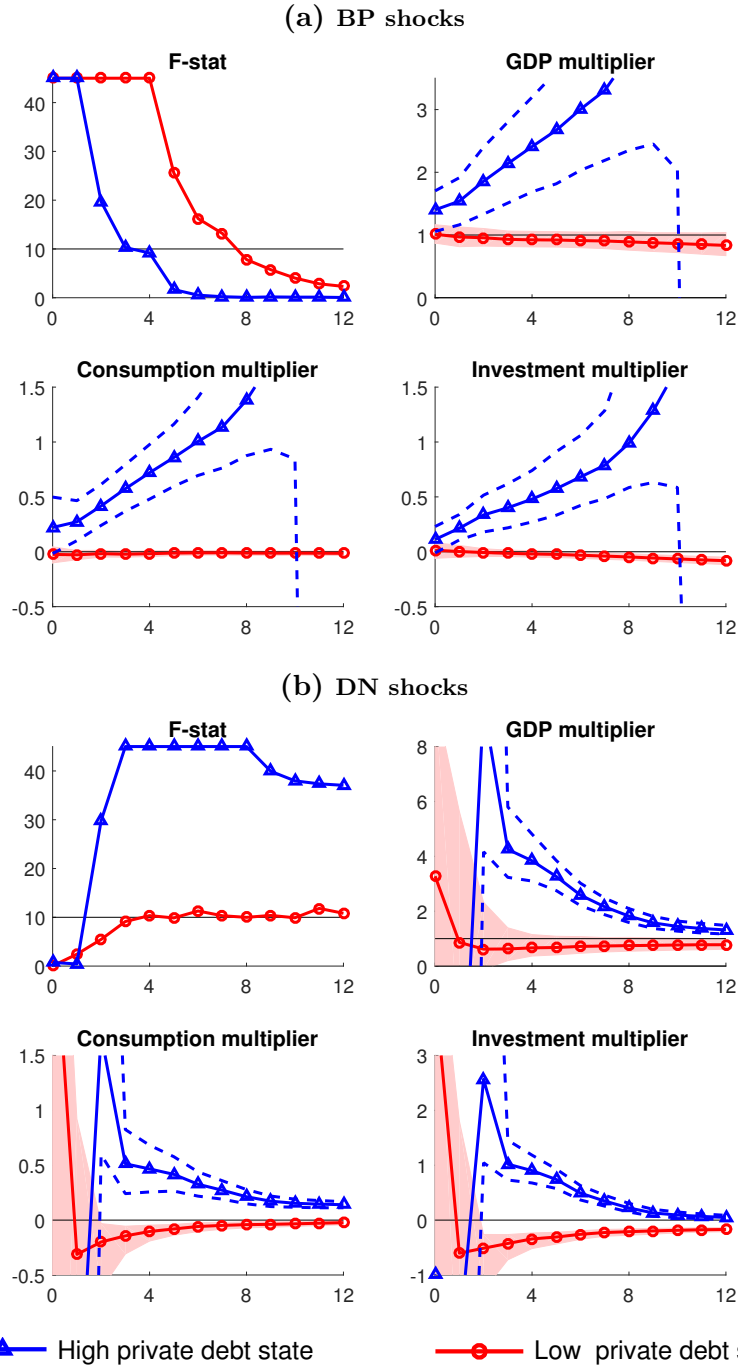 (a) BP shocks
F-stat
GDP multiplier
40
30
20
10
0
0 4 8 12
3
2
1
0
0 4 8 12
Consumption multiplier
Investment multiplier
1.5
1
0.5
0
-0.5
0 4 8 12
1.5
1
0.5
0
-0.5
0 4 8 12
(b) DN shocks
F-stat
GDP multiplier
40
30
20
10
0
0 4 8 12
8
6
4
2
0
0 4 8 12
Consumption multiplier
Investment multiplier
1.5
1
0.5
0
-0.5
0 4 8 12
3
2
1
0
-1
0 4 8 12
High private debt state
Low private debt s